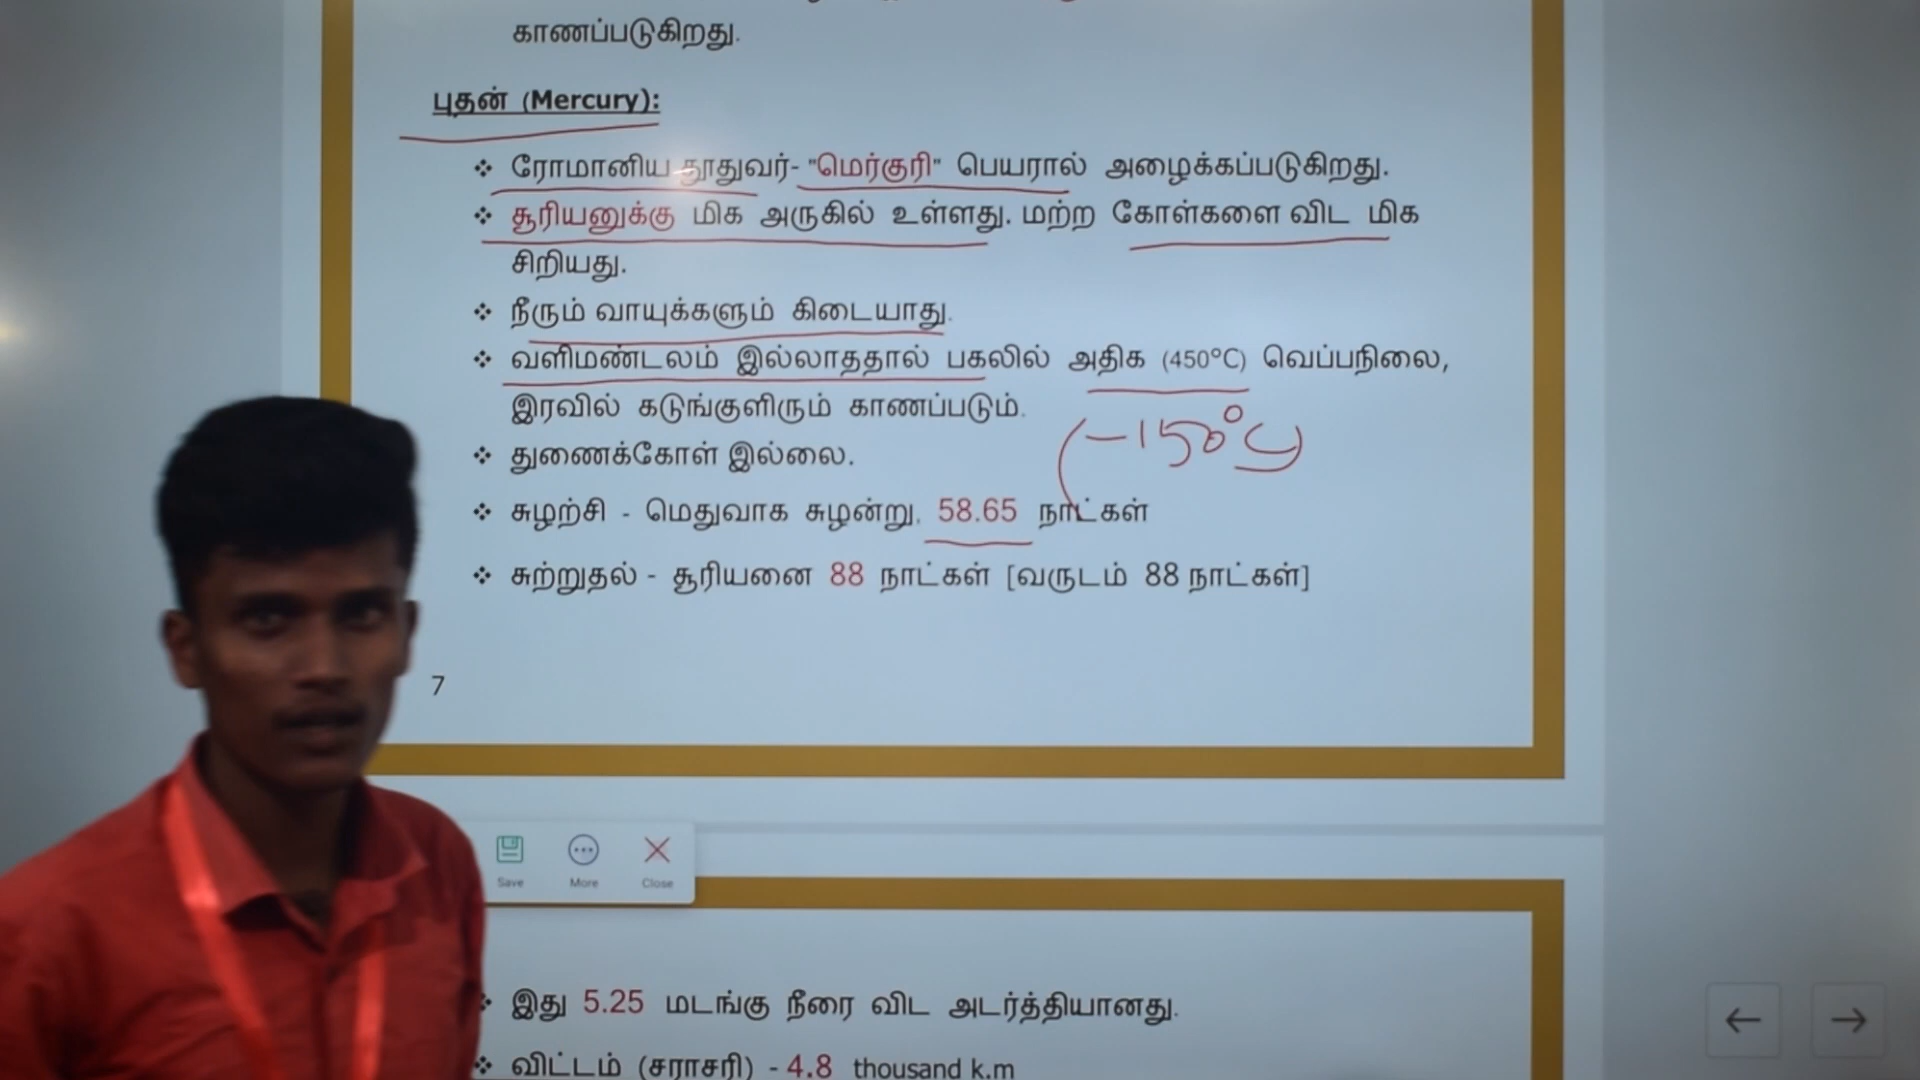 காணப்படுகிறது.
புதன் (Mercury):
❖ ரோமானிய தூதுவர்- "மெர்குரி" பெயரால் அழைக்கப்படுகிறது.
❖ சூரியனுக்கு மிக அருகில் உள்ளது. மற்ற கோள்களை விட மிக
சிறியது.
❖ நீரும் வாயுக்களும் கிடையாது.
❖ வளிமண்டலம் இல்லாததால் பகலில் அதிக (450°C) வெப்பநிலை,
இரவில் கடுங்குளிரும் காணப்படும்.
(-150°C)
❖ துணைக்கோள் இல்லை.
❖ சுழற்சி - மெதுவாக சுழன்று, 58.65 நாட்கள்
❖ சுற்றுதல் - சூரியனை 88 நாட்கள் [வருடம் 88 நாட்கள்]
7
Save More Close
❖ இது 5.25 மடங்கு நீரை விட அடர்த்தியானது.
❖ விட்டம் (சராசரி) - 4.8 thousand k.m